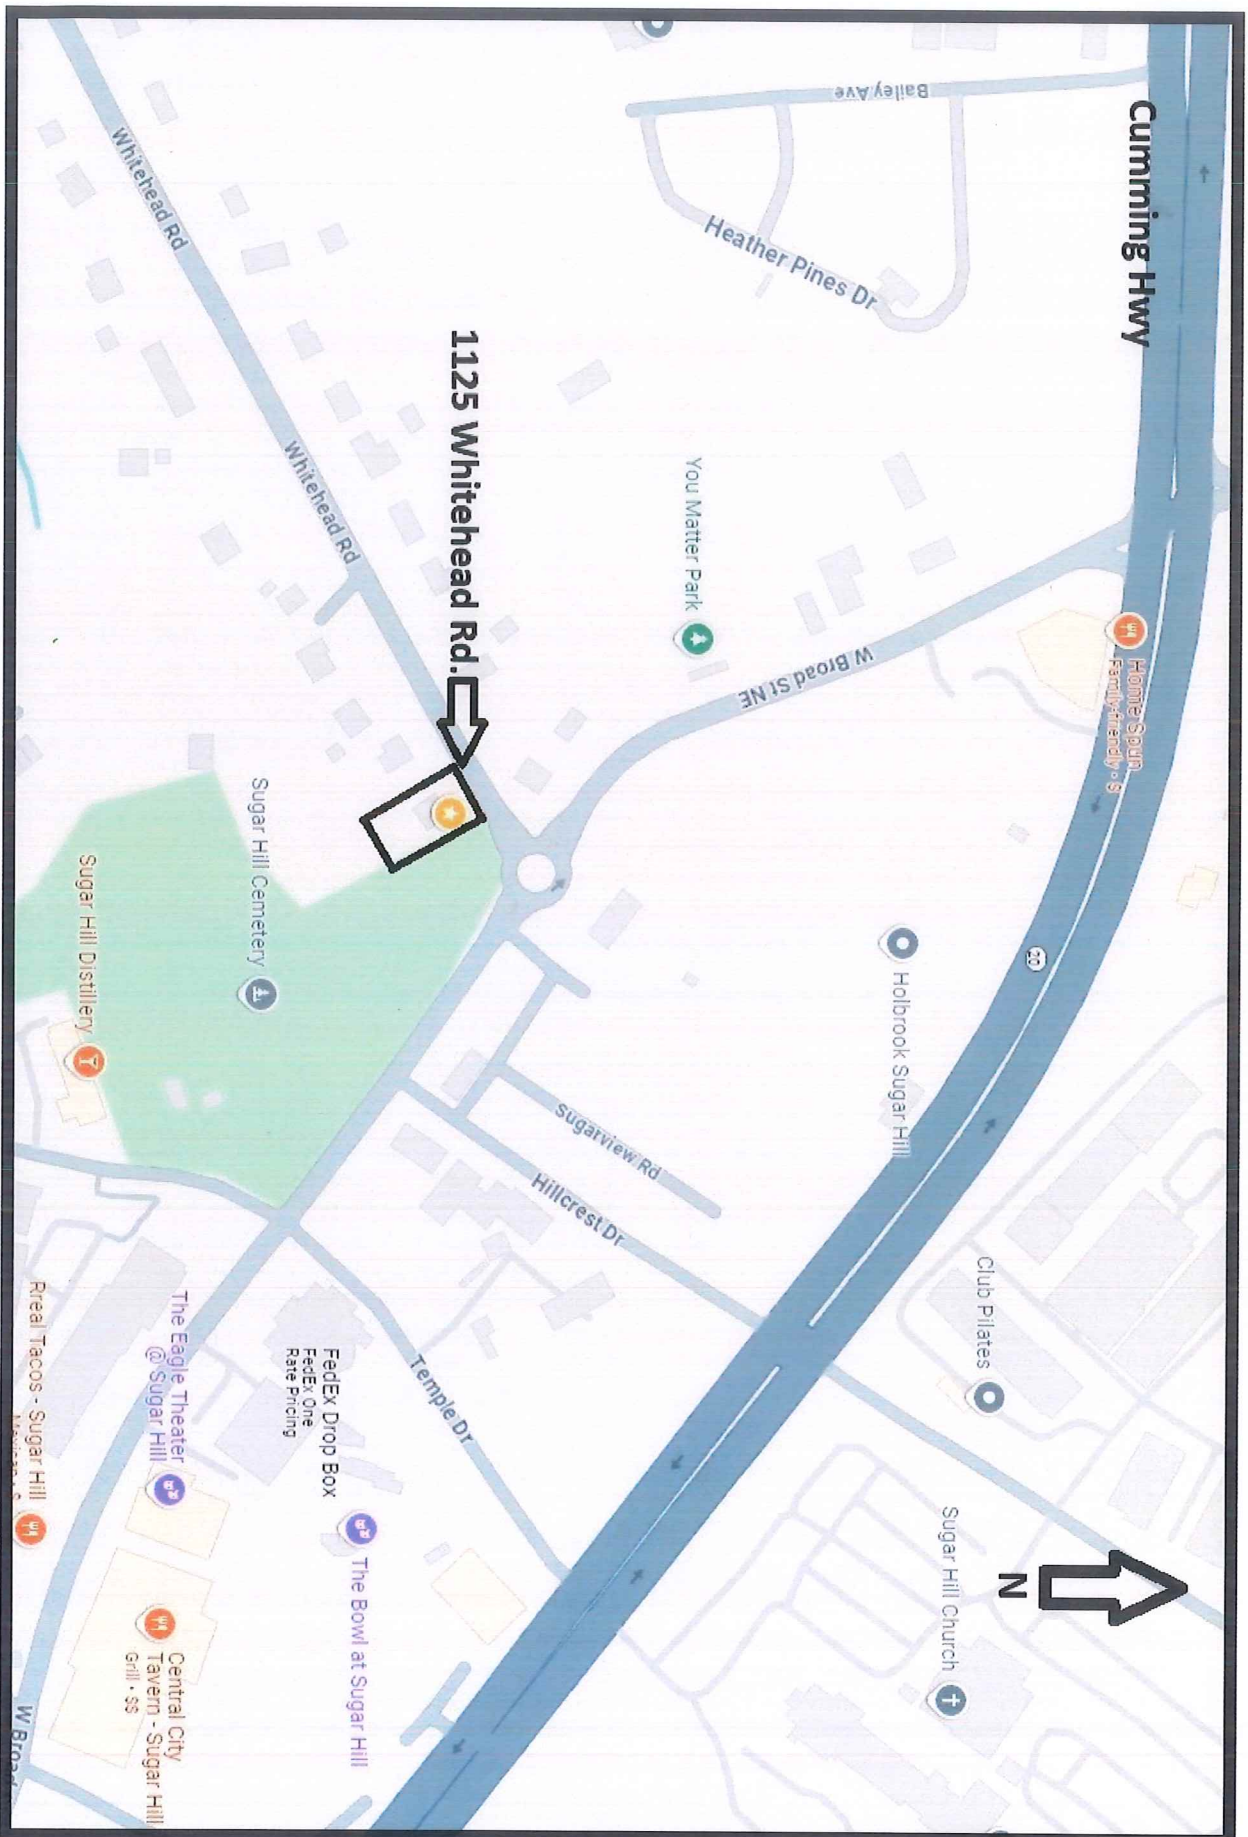 Cumming Hwy
Bailey Ave
Heather Pines Dr
Home Spun
Family-friendly · $
20
Club Pilates
N
Sugar Hill Church
Holbrook Sugar Hill
W Broad St NE
You Matter Park
Sugarview Rd
Hillcrest Dr
1125 Whitehead Rd.
Whitehead Rd
Whitehead Rd
Temple Dr
FedEx Drop Box
FedEx One
Rate Pricing
The Bowl at Sugar Hill
Sugar Hill Cemetery
Sugar Hill Distillery
The Eagle Theater
@ Sugar Hill
Central City
Tavern - Sugar Hill
Grill · $$
Rreal Tacos - Sugar Hill
W Broad